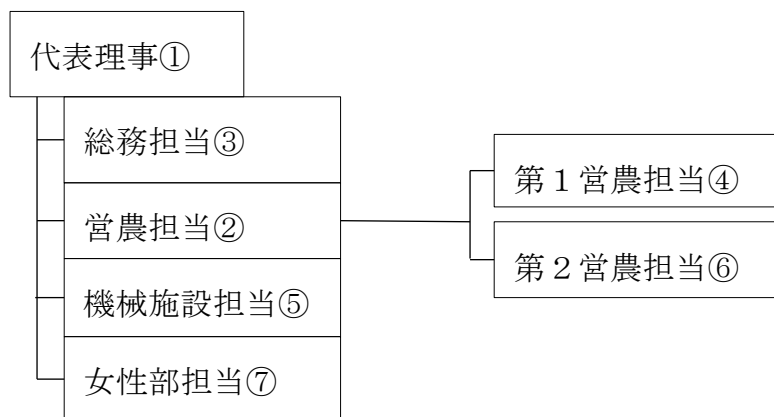 代表理事①
総務担当③
営農担当②
機械施設担当⑤
女性部担当⑦
第１営農担当④
第２営農担当⑥